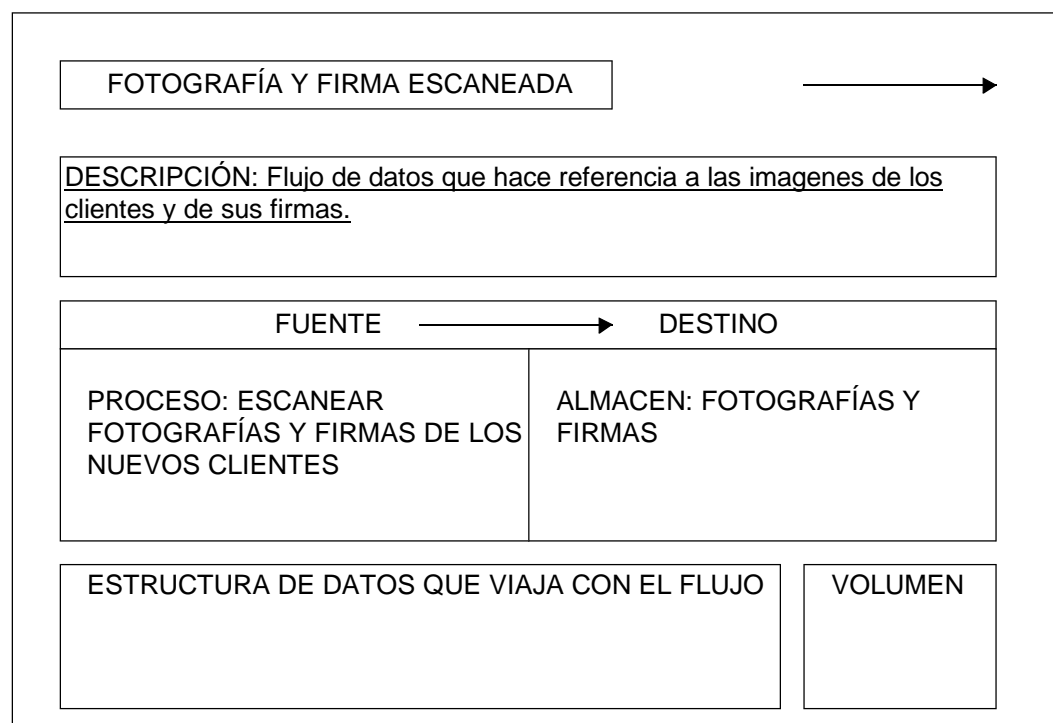 FOTOGRAFÍA Y FIRMA ESCANEADA
DESCRIPCIÓN: Flujo de datos que hace referencia a las imagenes de los
clientes y de sus firmas.
FUENTE DESTINO
PROCESO: ESCANEAR
FOTOGRAFÍAS Y FIRMAS DE LOS
NUEVOS CLIENTES
ALMACEN: FOTOGRAFÍAS Y
FIRMAS
ESTRUCTURA DE DATOS QUE VIAJA CON EL FLUJO
VOLUMEN